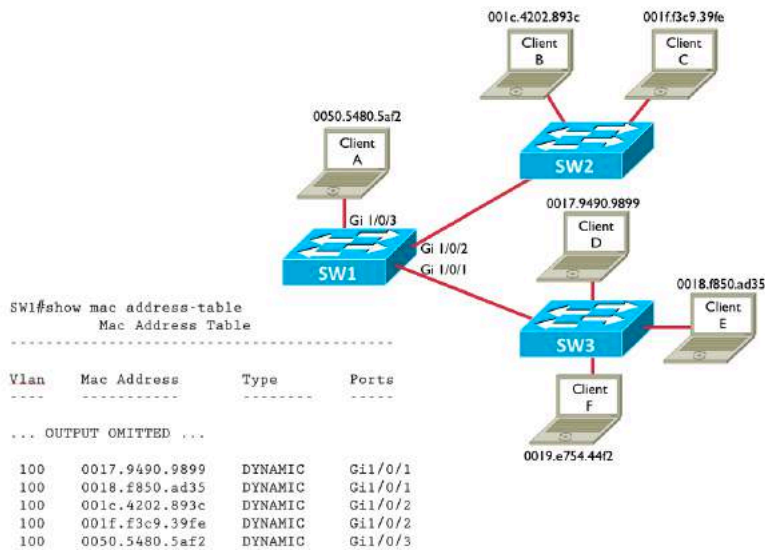 001c.4202.893c
001f.f3c9.39fe
Client
B
Client
C
0050.5480.5af2
Client
A
SW2
0017.9490.9899
Client
D
Gi 1/0/3
Gi 1/0/2
Gi 1/0/1
SW1
0018.f850.ad35
Client
E
SW3
Client
F
0019.e754.44f2
SW1#show mac address-table
Mac Address Table
-------------------------------------------
Vlan Mac Address Type Ports
---- ----------- -------- -----
... OUTPUT OMITTED ...
100 0017.9490.9899 DYNAMIC Gi1/0/1
100 0018.f850.ad35 DYNAMIC Gi1/0/1
100 001c.4202.893c DYNAMIC Gi1/0/2
100 001f.f3c9.39fe DYNAMIC Gi1/0/2
100 0050.5480.5af2 DYNAMIC Gi1/0/3